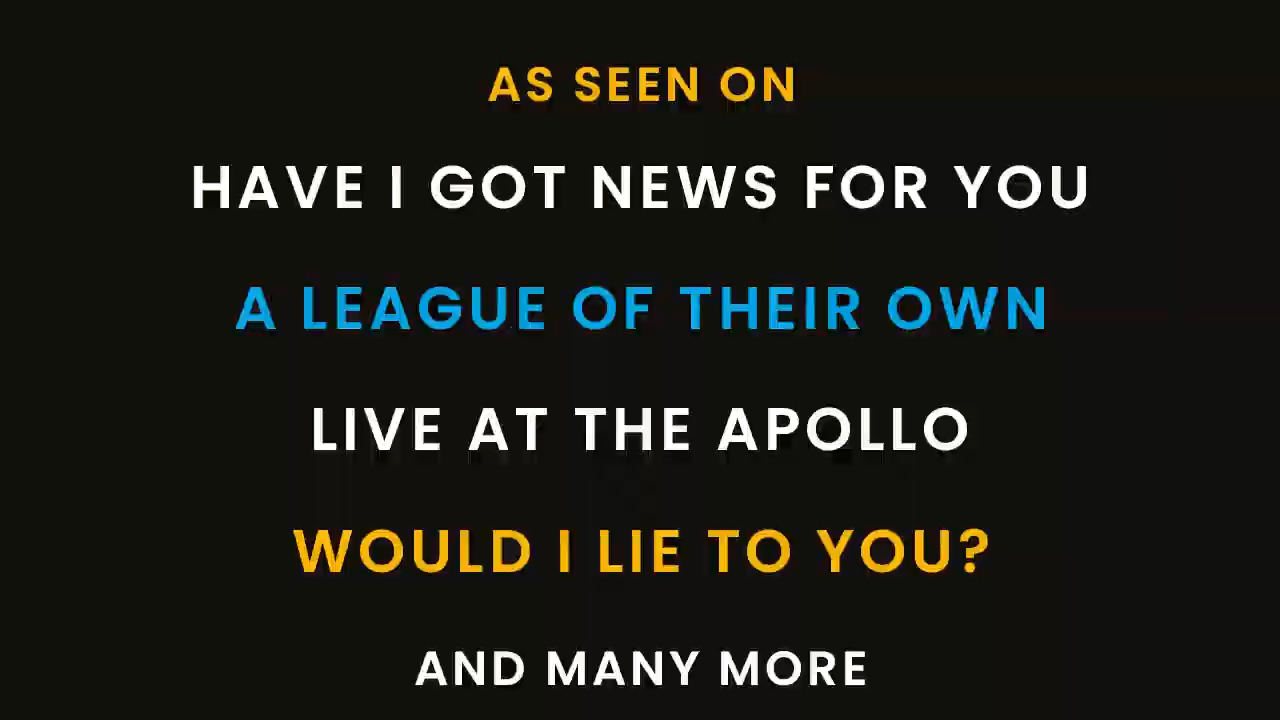 AS SEEN ON
HAVE I GOT NEWS FOR YOU
A LEAGUE OF THEIR OWN
LIVE AT THE APOLLO
WOULD I LIE TO YOU?
AND MANY MORE